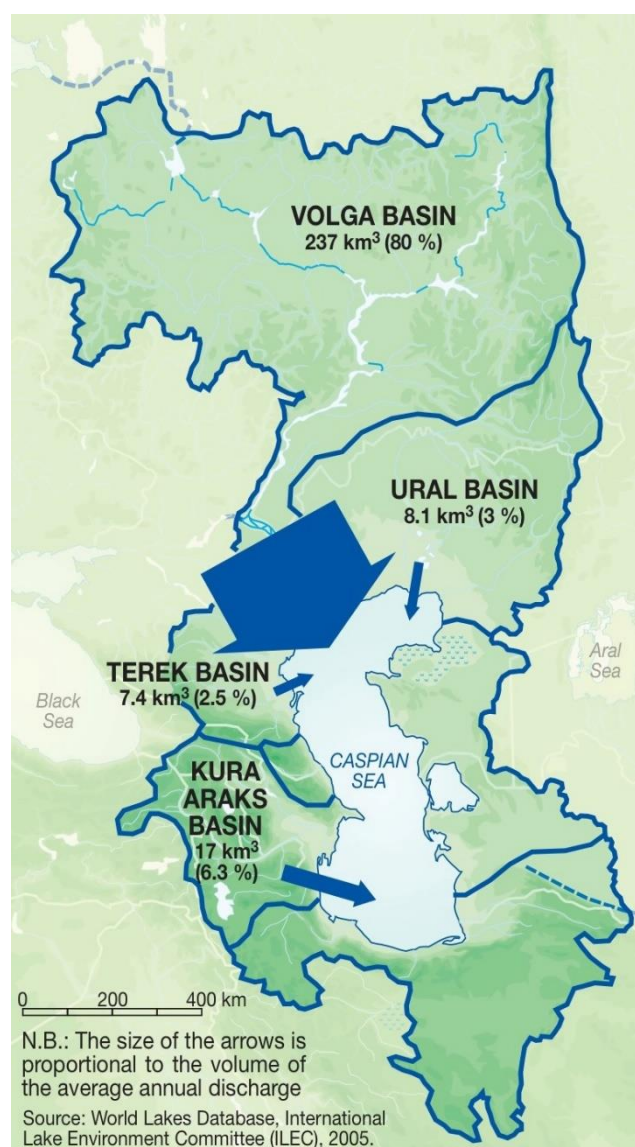 VOLGA BASIN
237 km³ (80 %)
URAL BASIN
8.1 km³ (3 %)
TEREK BASIN
7.4 km³ (2.5 %)
Black
Sea
Aral
Sea
CASPIAN
SEA
KURA
ARAKS
BASIN
17 km³
(6.3 %)
0 200 400 km
N.B.: The size of the arrows is
proportional to the volume of
the average annual discharge
Source: World Lakes Database, International
Lake Environment Committee (ILEC), 2005.